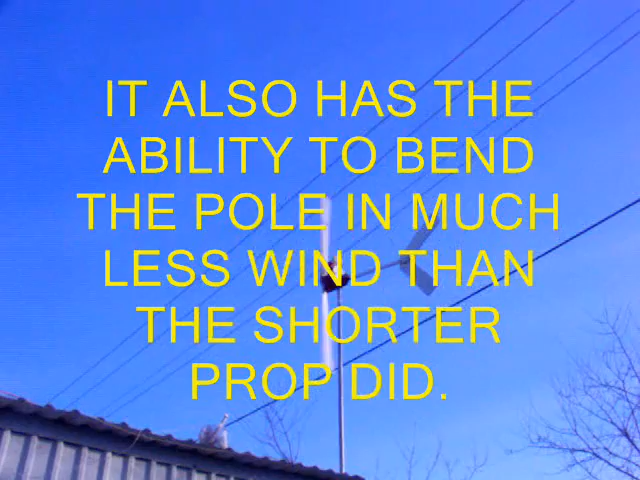 IT ALSO HAS THE
ABILITY TO BEND
THE POLE IN MUCH
LESS WIND THAN
THE SHORTER
PROP DID.